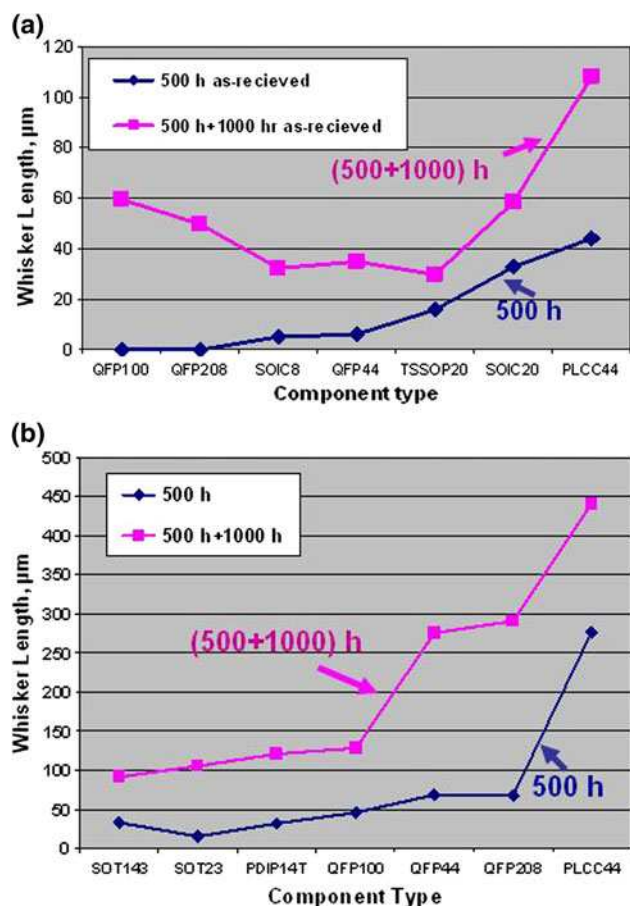 (a)
120
100
80
60
40
20
0
Whisker Length, µm
500 h as-recieved
500 h+1000 hr as-recieved
(500+1000) h
500 h
QFP100 QFP208 SOIC8 QFP44 TSSOP20 SOIC20 PLCC44
Component type
(b)
500
450
400
350
300
250
200
150
100
50
0
Whisker Length, µm
500 h
500 h+1000 h
(500+1000) h
500 h
SOT143 SOT23 PDIP14T QFP100 QFP44 QFP208 PLCC44
Component Type